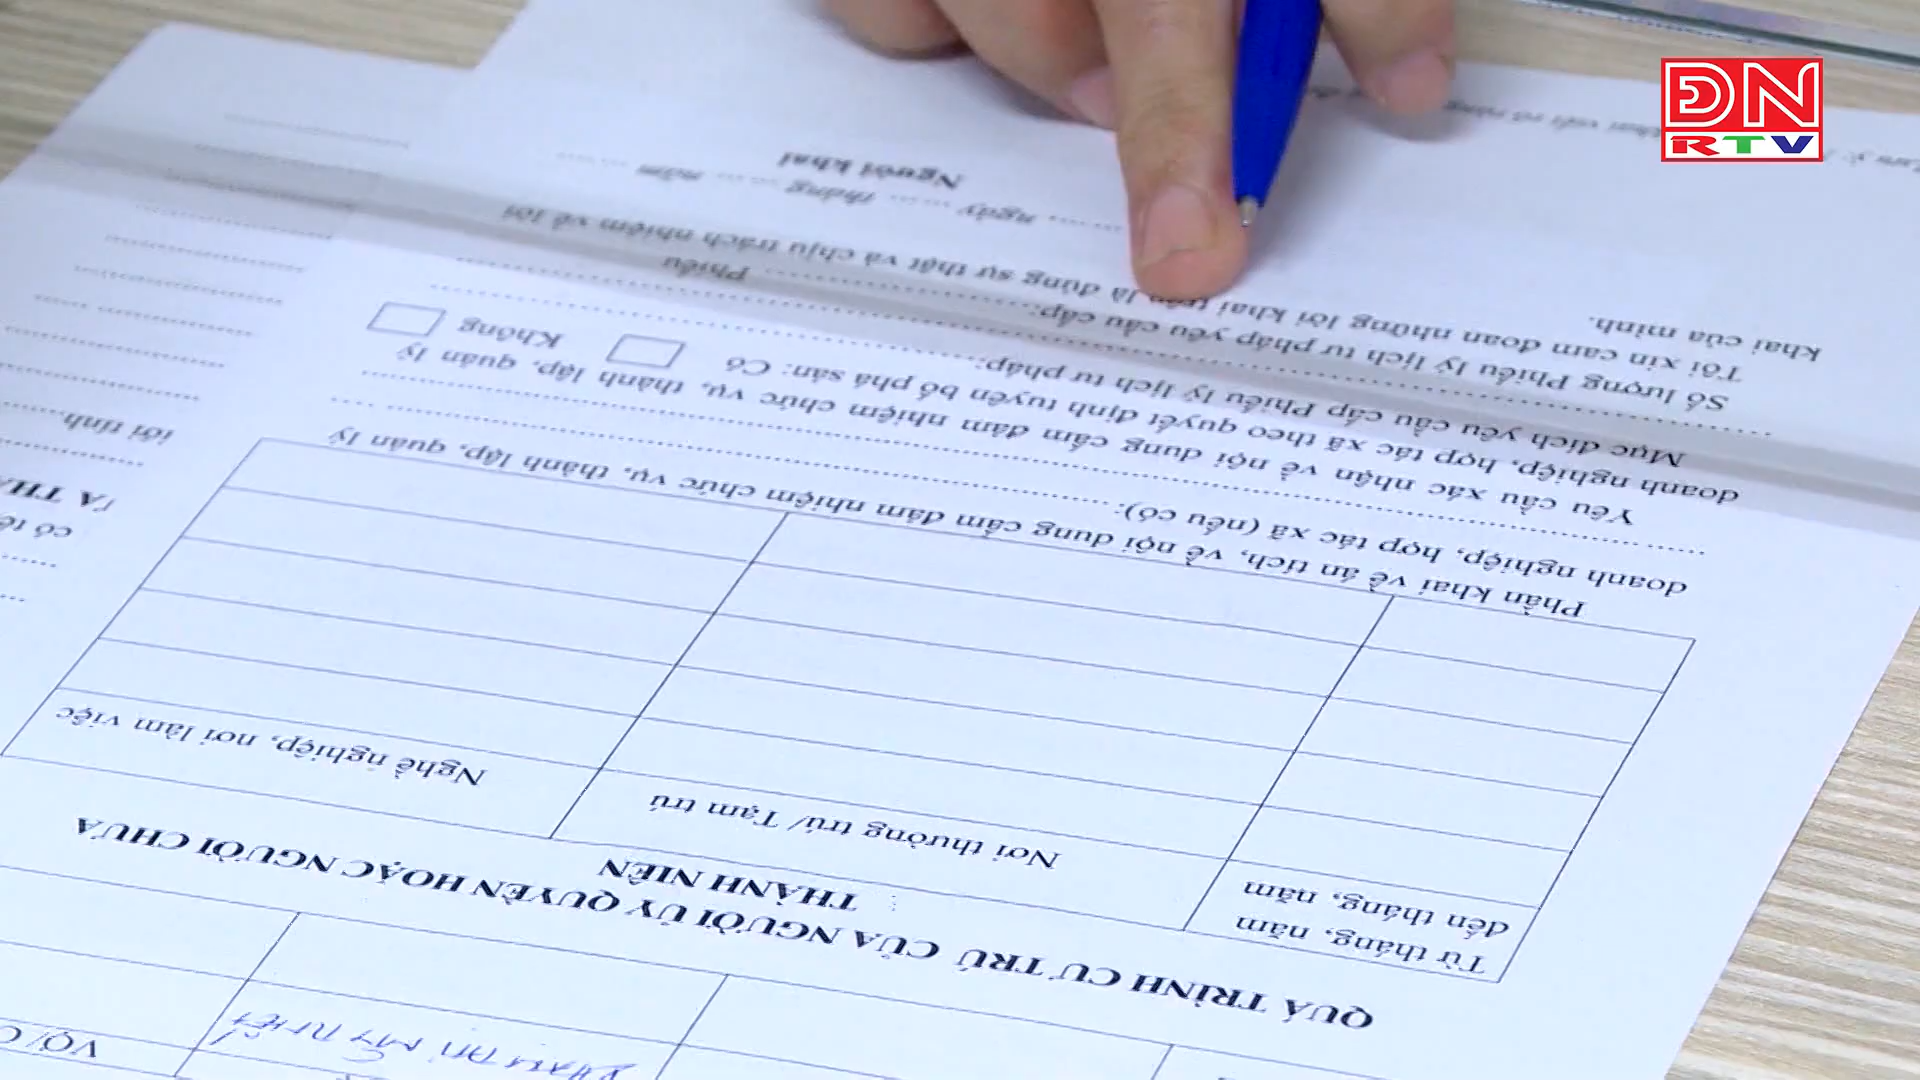 ĐN
RTV
VỢ/ C
PHẠM THỊ MỸ NHẾT
QUÁ TRÌNH CƯ TRÚ CỦA NGƯỜI ỦY QUYỀN HOẶC NGƯỜI CHƯA
THÀNH NIÊN
Từ tháng, năm
đến tháng, năm
Nơi thường trú/ Tạm trú
Nghề nghiệp, nơi làm việc
Phần khai về án tích, về nội dung cấm đảm nhiệm chức vụ, thành lập, quản lý
doanh nghiệp, hợp tác xã (nếu có):
Yêu cầu xác nhận về nội dung cấm đảm nhiệm chức vụ, thành lập, quản lý
doanh nghiệp, hợp tác xã theo quyết định tuyên bố phá sản: Có Không
Mục đích yêu cầu cấp Phiếu lý lịch tư pháp:
Số lượng Phiếu lý lịch tư pháp yêu cầu cấp: Phiếu
Tôi xin cam đoan những lời khai trên là đúng sự thật và chịu trách nhiệm về lời
khai của mình.
ngày tháng năm
Người khai